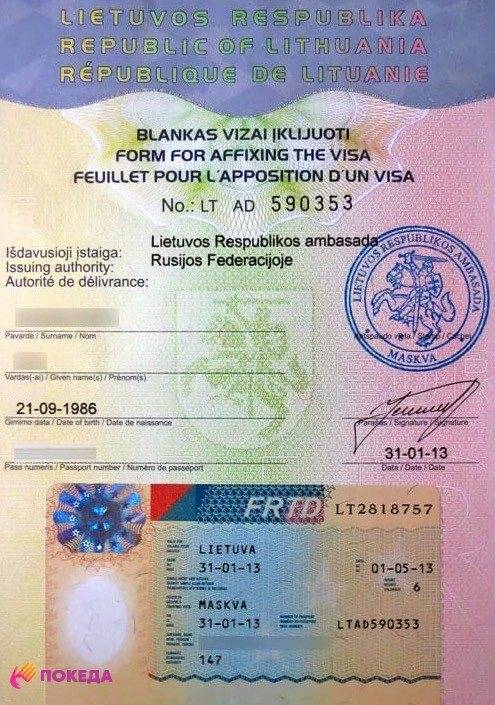 LIETUVOS RESPUBLIKA
REPUBLIC OF LITHUANIA
RÉPUBLIQUE DE LITUANIE
BLANKAS VIZAI ĮKLIJUOTI
FORM FOR AFFIXING THE VISA
FEUILLET POUR L'APPOSITION D'UN VISA
No.: LT AD 590353
Išdavusioji įstaiga: Lietuvos Respublikos ambasada
Issuing authority: Rusijos Federacijoje
Autorité de délivrance:
LIETUVOS RESPUBLIKOS AMBASADA
MASKVA
Pavardė / Surname / Nom
Vardas(-ai) / Given name(s) / Prénom(s)
21-09-1986
Gimimo data / Date of birth / Date de naissance
Parašas / Signature / Signature
31-01-13
Paso numeris / Passport number / Numéro de passeport
Data / Date / Date
FRTD LT2818757
LIETUVA
31-01-13 01-05-13
6
MASKVA
31-01-13 LTAD590353
147
ПОКЕДА